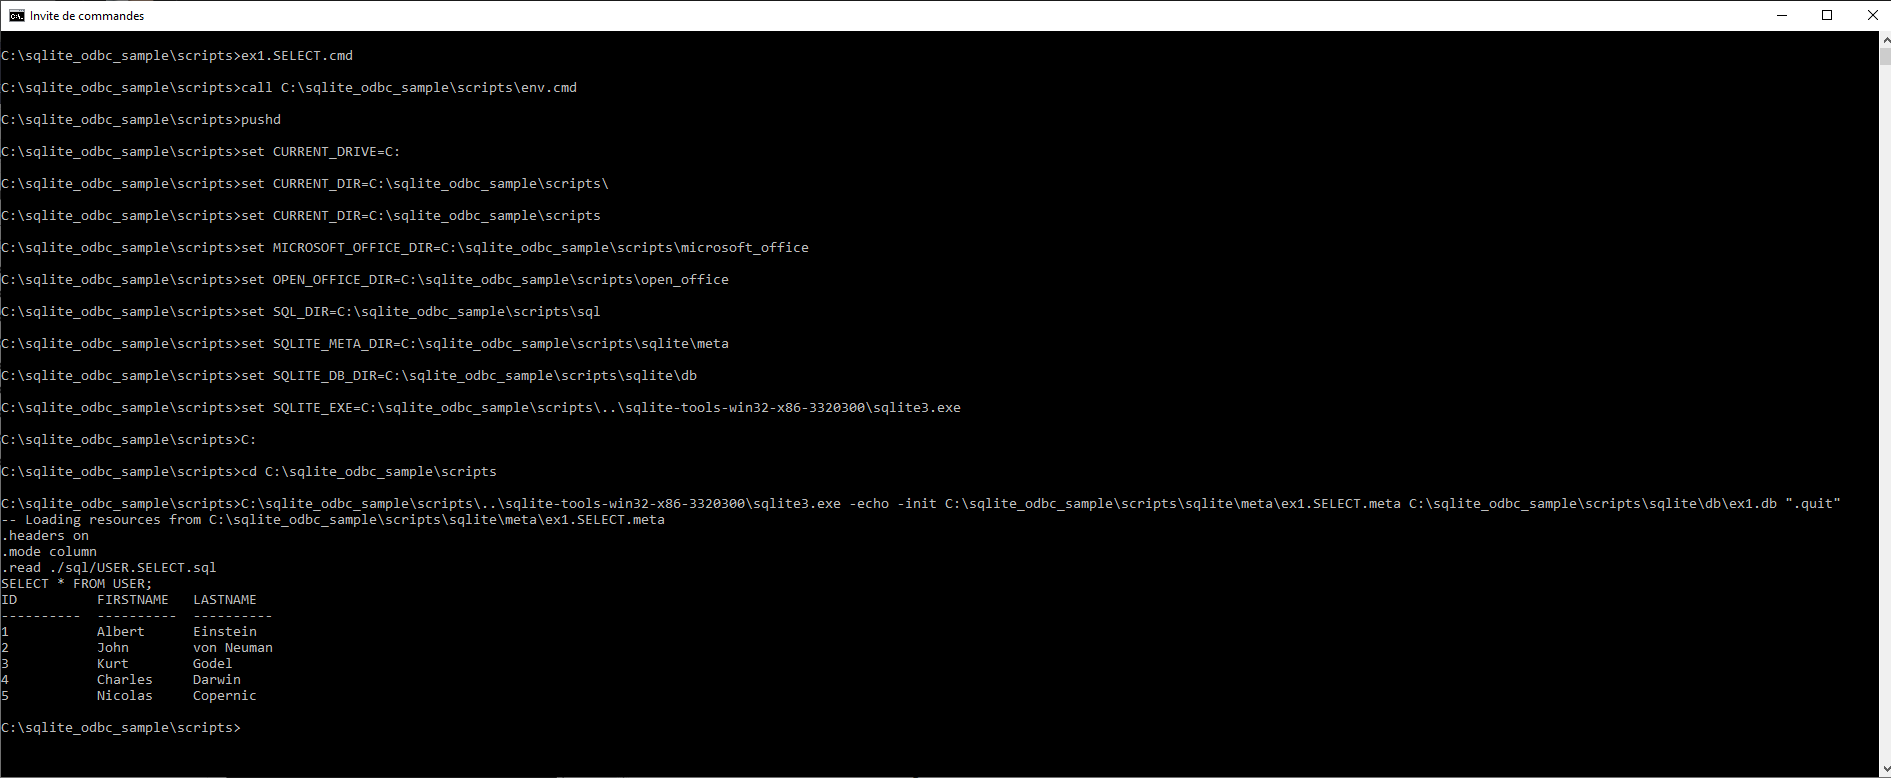 Invite de commandes
C:\sqlite_odbc_sample\scripts>ex1.SELECT.cmd
C:\sqlite_odbc_sample\scripts>call C:\sqlite_odbc_sample\scripts\env.cmd
C:\sqlite_odbc_sample\scripts>pushd
C:\sqlite_odbc_sample\scripts>set CURRENT_DRIVE=C:
C:\sqlite_odbc_sample\scripts>set CURRENT_DIR=C:\sqlite_odbc_sample\scripts\
C:\sqlite_odbc_sample\scripts>set CURRENT_DIR=C:\sqlite_odbc_sample\scripts
C:\sqlite_odbc_sample\scripts>set MICROSOFT_OFFICE_DIR=C:\sqlite_odbc_sample\scripts\microsoft_office
C:\sqlite_odbc_sample\scripts>set OPEN_OFFICE_DIR=C:\sqlite_odbc_sample\scripts\open_office
C:\sqlite_odbc_sample\scripts>set SQL_DIR=C:\sqlite_odbc_sample\scripts\sql
C:\sqlite_odbc_sample\scripts>set SQLITE_META_DIR=C:\sqlite_odbc_sample\scripts\sqlite\meta
C:\sqlite_odbc_sample\scripts>set SQLITE_DB_DIR=C:\sqlite_odbc_sample\scripts\sqlite\db
C:\sqlite_odbc_sample\scripts>set SQLITE_EXE=C:\sqlite_odbc_sample\scripts\..\sqlite-tools-win32-x86-3320300\sqlite3.exe
C:\sqlite_odbc_sample\scripts>C:
C:\sqlite_odbc_sample\scripts>cd C:\sqlite_odbc_sample\scripts
C:\sqlite_odbc_sample\scripts>C:\sqlite_odbc_sample\scripts\..\sqlite-tools-win32-x86-3320300\sqlite3.exe -echo -init C:\sqlite_odbc_sample\scripts\sqlite\meta\ex1.SELECT.meta C:\sqlite_odbc_sample\scripts\sqlite\db\ex1.db ".quit"
-- Loading resources from C:\sqlite_odbc_sample\scripts\sqlite\meta\ex1.SELECT.meta
.headers on
.mode column
.read ./sql/USER.SELECT.sql
SELECT * FROM USER;
ID          FIRSTNAME   LASTNAME
----------  ----------  ----------
1           Albert      Einstein
2           John        von Neuman
3           Kurt        Godel
4           Charles     Darwin
5           Nicolas     Copernic
C:\sqlite_odbc_sample\scripts>